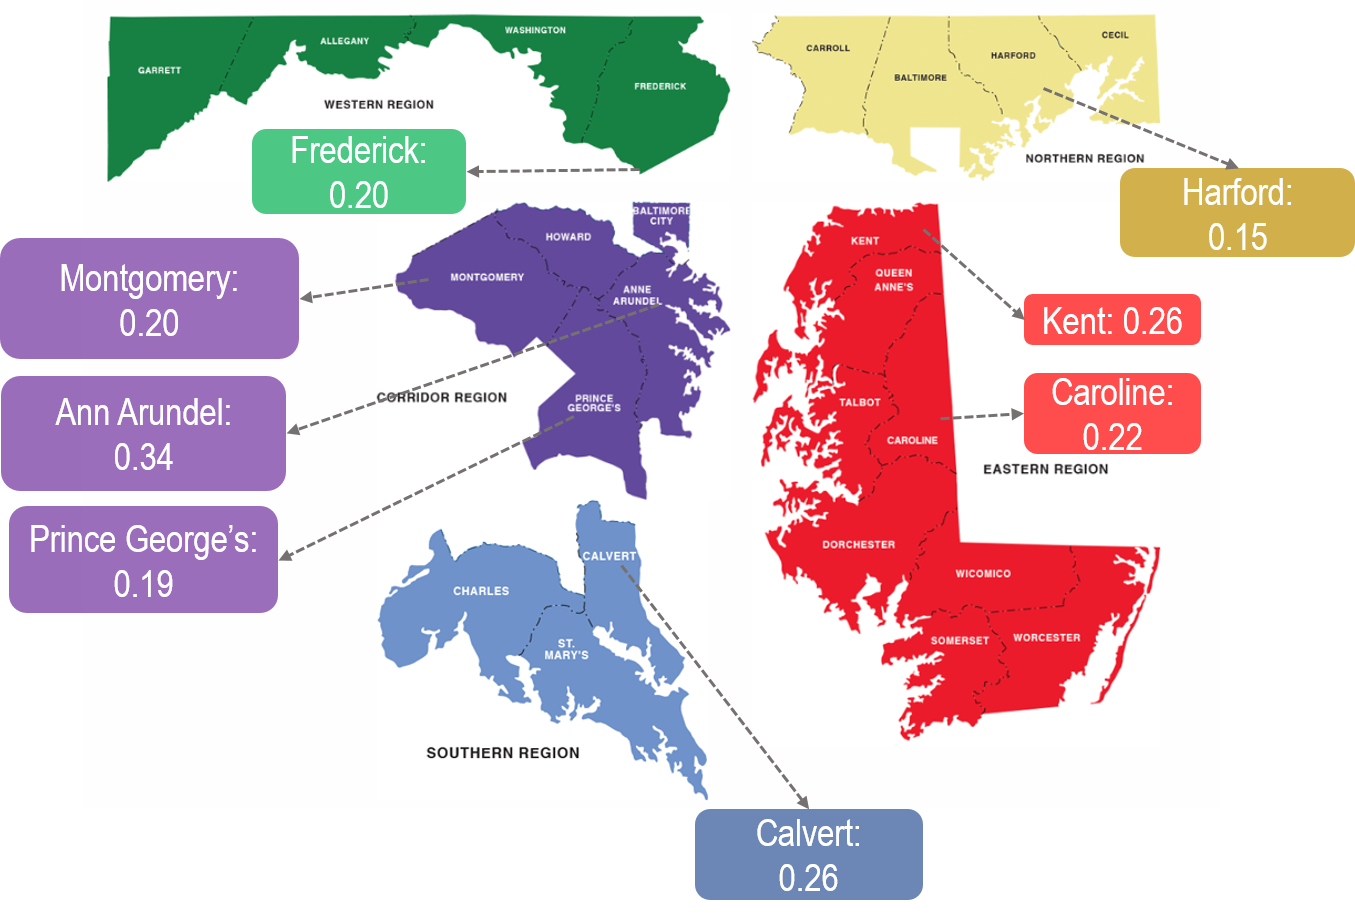 GARRETT
ALLEGANY
WASHINGTON
FREDERICK
WESTERN REGION
Frederick:
0.20
CARROLL
BALTIMORE
HARFORD
CECIL
NORTHERN REGION
Harford:
0.15
Montgomery:
0.20
Ann Arundel:
0.34
Prince George’s:
0.19
BALTIMORE
CITY
HOWARD
MONTGOMERY
ANNE
ARUNDEL
PRINCE
GEORGE'S
CORRIDOR REGION
KENT
QUEEN
ANNE'S
TALBOT
CAROLINE
DORCHESTER
WICOMICO
SOMERSET
WORCESTER
Kent: 0.26
Caroline:
0.22
EASTERN REGION
CALVERT
CHARLES
ST.
MARY'S
SOUTHERN REGION
Calvert:
0.26